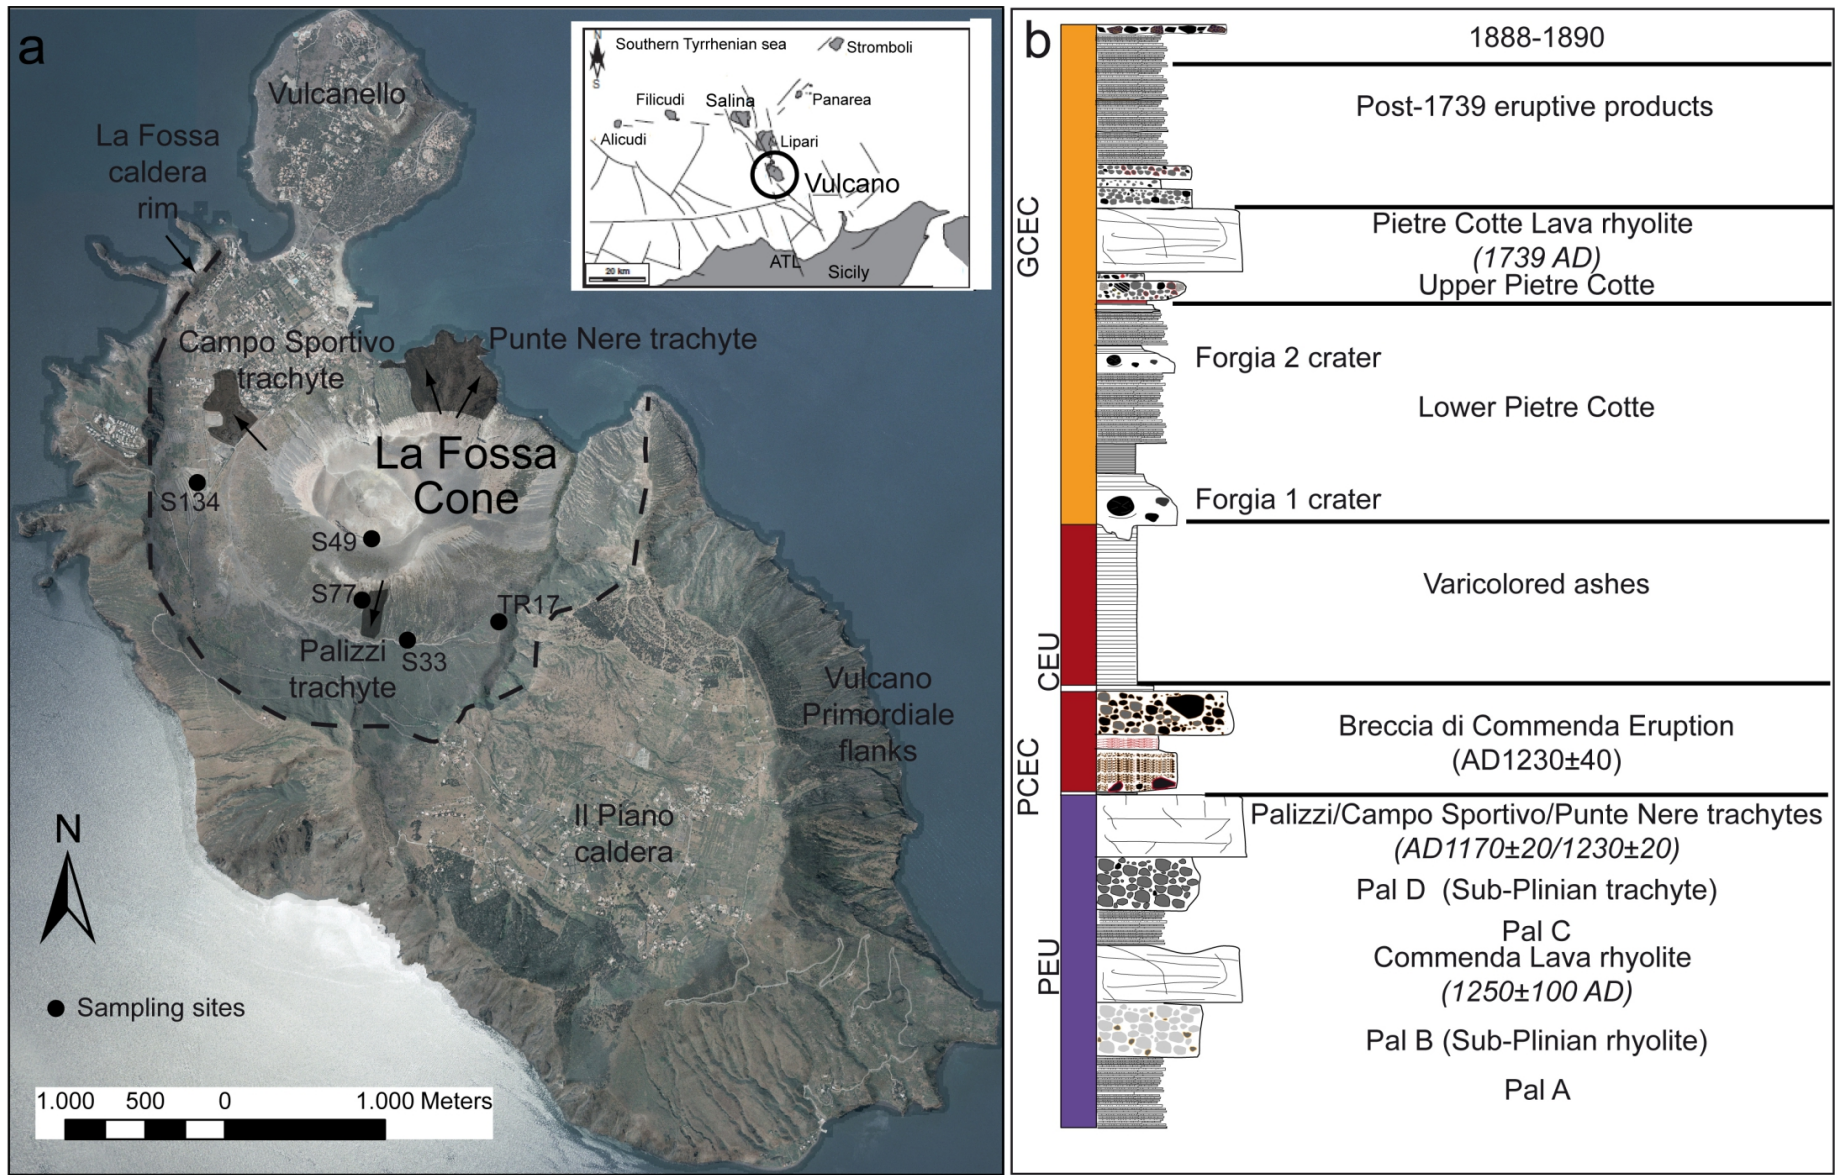 a
Vulcanello
La Fossa
caldera
rim
Southern Tyrrhenian sea
Stromboli
S
Filicudi
Salina
Panarea
Alicudi
Lipari
Vulcano
ATL
Sicily
20 km
Campo Sportivo
trachyte
Punte Nere trachyte
La Fossa
Cone
S134
S49
S77
TR17
S33
Palizzi
trachyte
Vulcano
Primordiale
flanks
Il Piano
caldera
N
Sampling sites
1.000 500 0 1.000 Meters
b
GCEC
CEU
PCEC
PEU
1888-1890
Post-1739 eruptive products
Pietre Cotte Lava rhyolite
(1739 AD)
Upper Pietre Cotte
Forgia 2 crater
Lower Pietre Cotte
Forgia 1 crater
Varicolored ashes
Breccia di Commenda Eruption
(AD1230±40)
Palizzi/Campo Sportivo/Punte Nere trachytes
(AD1170±20/1230±20)
Pal D (Sub-Plinian trachyte)
Pal C
Commenda Lava rhyolite
(1250±100 AD)
Pal B (Sub-Plinian rhyolite)
Pal A